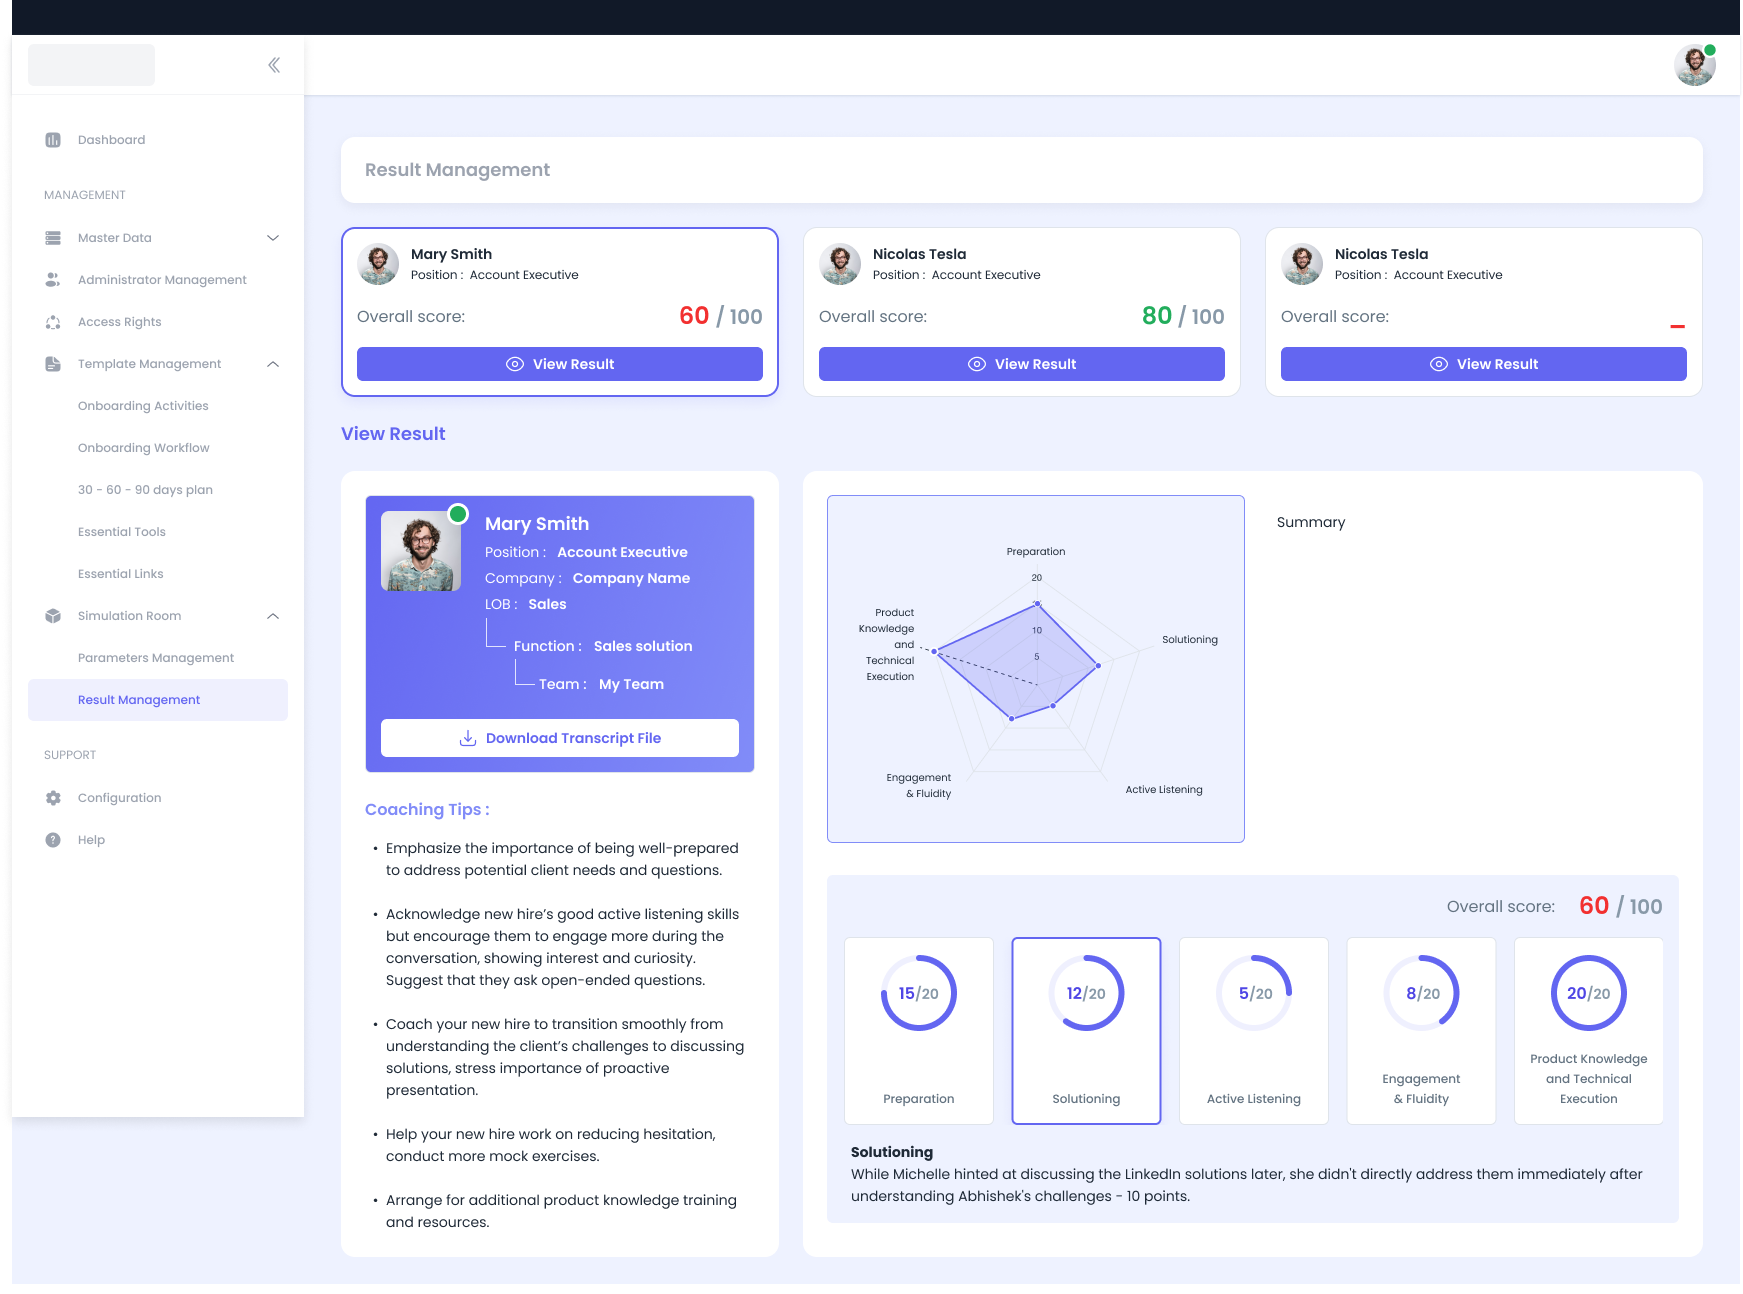 Dashboard
MANAGEMENT
Master Data
Administrator Management
Access Rights
Template Management
Onboarding Activities
Onboarding Workflow
30 - 60 - 90 days plan
Essential Tools
Essential Links
Simulation Room
Parameters Management
Result Management
SUPPORT
Configuration
Help
Result Management
Mary Smith
Position : Account Executive
Overall score: 60 / 100
View Result
Nicolas Tesla
Position : Account Executive
Overall score: 80 / 100
View Result
Nicolas Tesla
Position : Account Executive
Overall score: –
View Result
View Result
Mary Smith
Position : Account Executive
Company : Company Name
LOB : Sales
Function : Sales solution
Team : My Team
Download Transcript File
Coaching Tips :
• Emphasize the importance of being well-prepared
to address potential client needs and questions.
• Acknowledge new hire’s good active listening skills
but encourage them to engage more during the
conversation, showing interest and curiosity.
Suggest that they ask open-ended questions.
• Coach your new hire to transition smoothly from
understanding the client’s challenges to discussing
solutions, stress importance of proactive
presentation.
• Help your new hire work on reducing hesitation,
conduct more mock exercises.
• Arrange for additional product knowledge training
and resources.
Preparation
20
10
5
Product
Knowledge
and
Technical
Execution
Solutioning
Engagement
& Fluidity
Active Listening
Summary
Overall score: 60 / 100
15/20
Preparation
12/20
Solutioning
5/20
Active Listening
8/20
Engagement
& Fluidity
20/20
Product Knowledge
and Technical
Execution
Solutioning
While Michelle hinted at discussing the LinkedIn solutions later, she didn't directly address them immediately after
understanding Abhishek's challenges - 10 points.